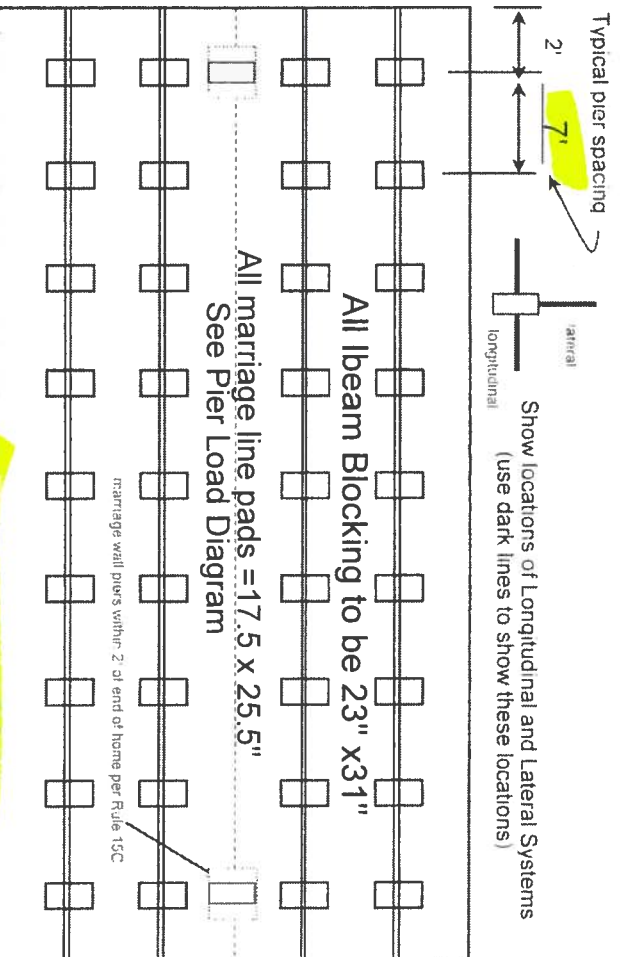 Typical pier spacing
2'
7'
lateral
longitudinal
Show locations of Longitudinal and Lateral Systems
(use dark lines to show these locations)
All Ibeam Blocking to be 23" x31"
All marriage line pads =17.5 x 25.5"
See Pier Load Diagram
marriage wall piers within 2' of end of home per Rule 15C